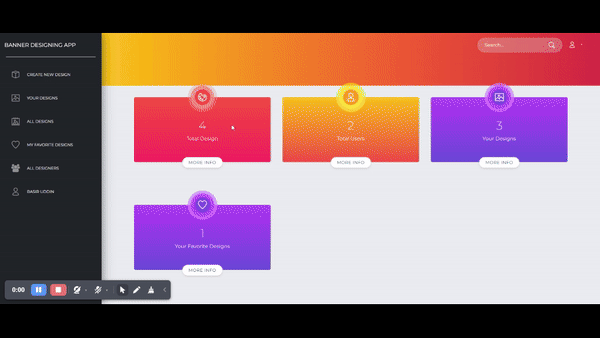 BANNER DESIGNING APP
Search...
CREATE NEW DESIGN
YOUR DESIGNS
ALL DESIGNS
MY FAVORITE DESIGNS
ALL DESIGNERS
BASIR LOGIN
4
Total Design
MORE INFO
2
Total Users
MORE INFO
3
Your Designs
MORE INFO
1
Your Favorite Designs
MORE INFO
0:00